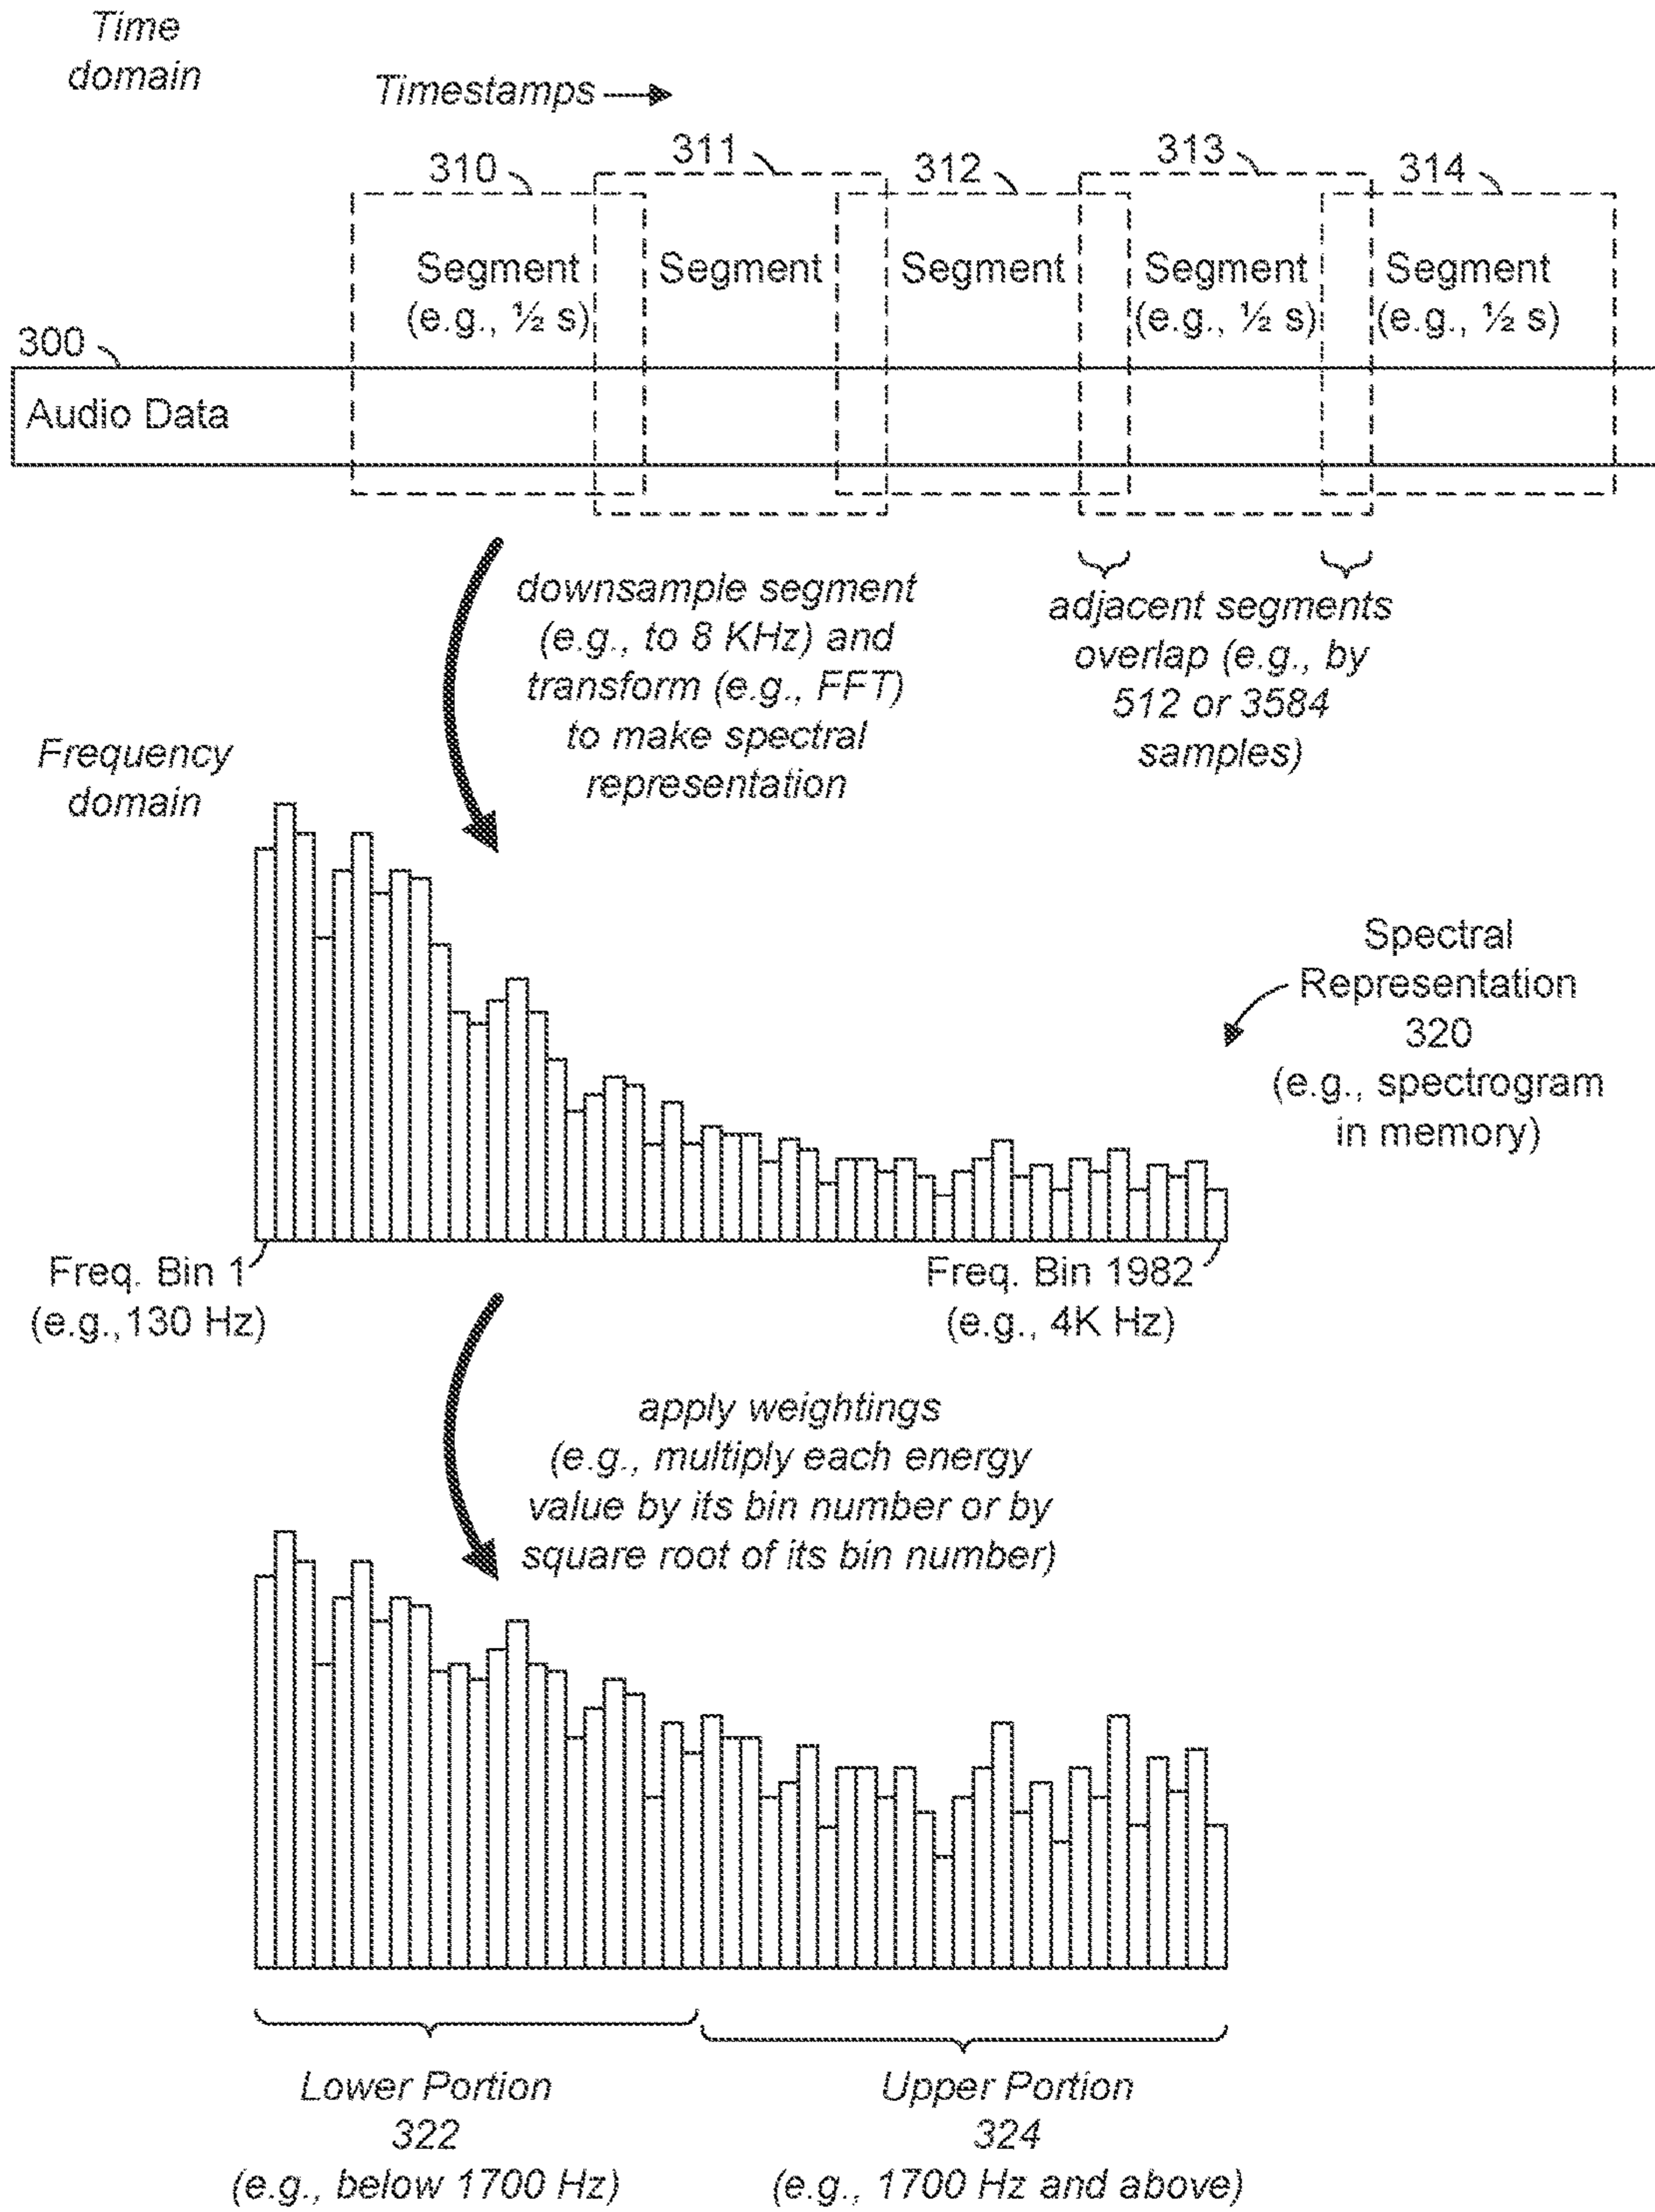 Time
domain
Timestamps
310
311
312
313
314
Segment
(e.g., ½ s)
Segment
Segment
Segment
(e.g., ½ s)
Segment
(e.g., ½ s)
300
Audio Data
downsample segment
(e.g., to 8 KHz) and
transform (e.g., FFT)
to make spectral
representation
adjacent segments
overlap (e.g., by
512 or 3584
samples)
Frequency
domain
Spectral
Representation
320
(e.g., spectrogram
in memory)
Freq. Bin 1
(e.g., 130 Hz)
Freq. Bin 1982
(e.g., 4K Hz)
apply weightings
(e.g., multiply each energy
value by its bin number or by
square root of its bin number)
Lower Portion
322
(e.g., below 1700 Hz)
Upper Portion
324
(e.g., 1700 Hz and above)